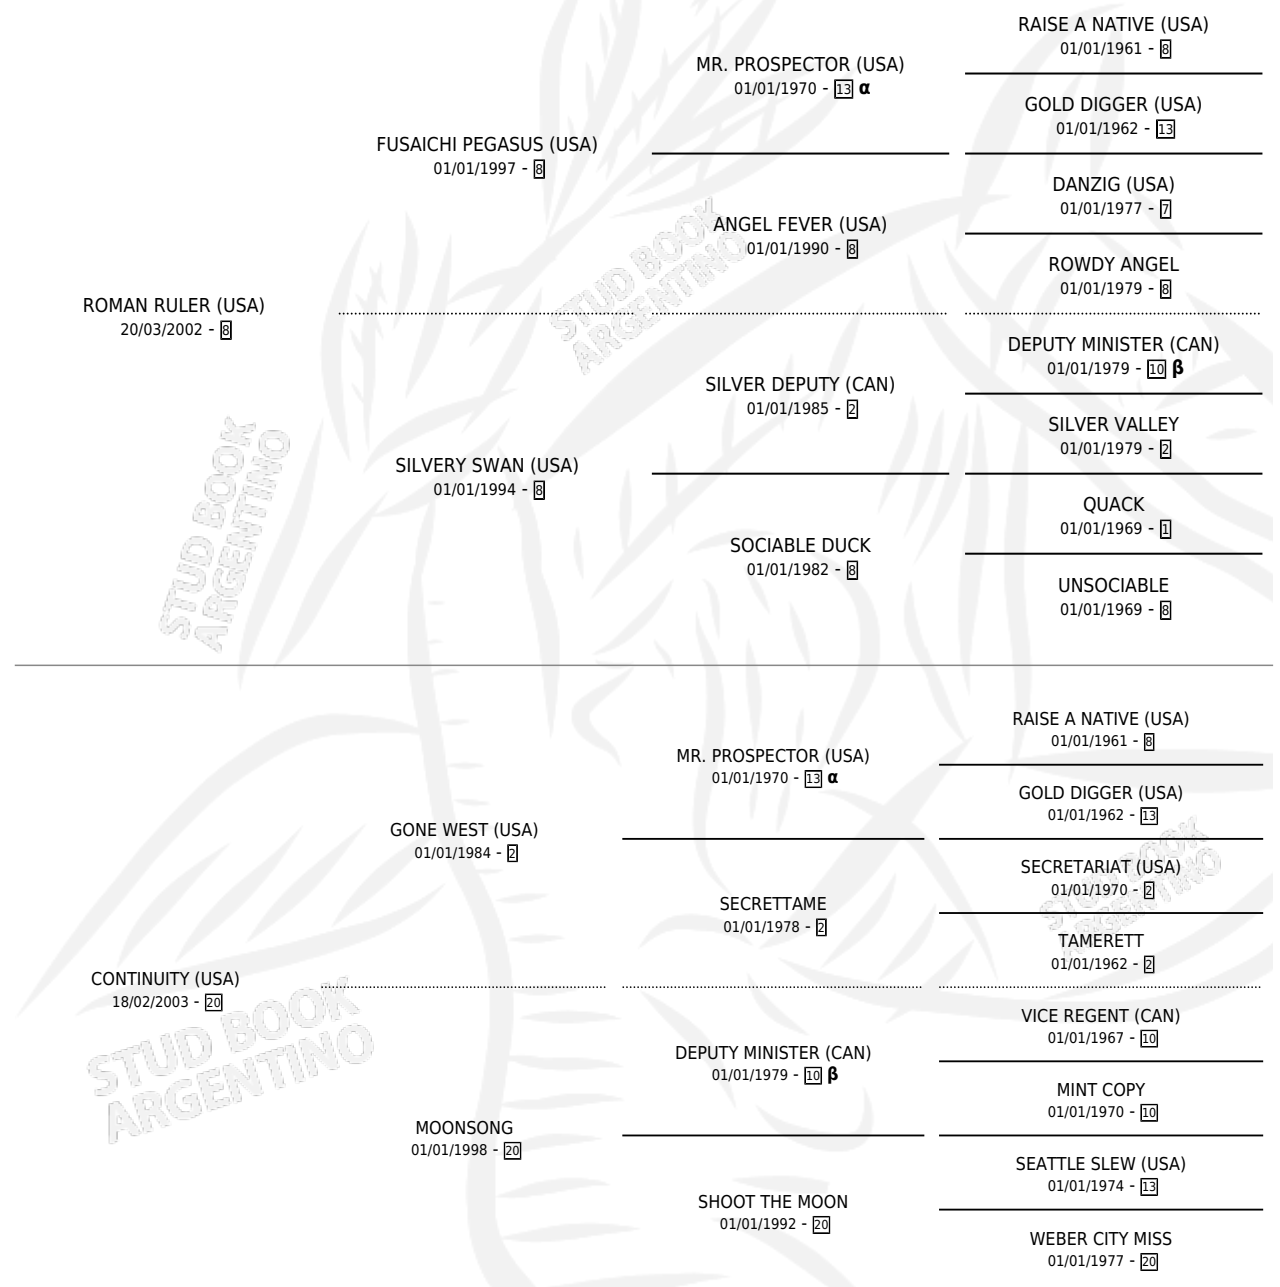 RAISE A NATIVE (USA)
01/01/1961 - 8
MR. PROSPECTOR (USA)
01/01/1970 - 13 α
GOLD DIGGER (USA)
01/01/1962 - 13
FUSAICHI PEGASUS (USA)
01/01/1997 - 8
DANZIG (USA)
01/01/1977 - 7
ANGEL FEVER (USA)
01/01/1990 - 8
ROWDY ANGEL
01/01/1979 - 8
ROMAN RULER (USA)
20/03/2002 - 8
DEPUTY MINISTER (CAN)
01/01/1979 - 10 β
SILVER DEPUTY (CAN)
01/01/1985 - 2
SILVER VALLEY
01/01/1979 - 2
SILVERY SWAN (USA)
01/01/1994 - 8
QUACK
01/01/1969 - 1
SOCIABLE DUCK
01/01/1982 - 8
UNSOCIABLE
01/01/1969 - 8
RAISE A NATIVE (USA)
01/01/1961 - 8
MR. PROSPECTOR (USA)
01/01/1970 - 13 α
GOLD DIGGER (USA)
01/01/1962 - 13
GONE WEST (USA)
01/01/1984 - 2
SECRETARIAT (USA)
01/01/1970 - 2
SECRETTAME
01/01/1978 - 2
TAMERETT
01/01/1962 - 2
CONTINUITY (USA)
18/02/2003 - 20
VICE REGENT (CAN)
01/01/1967 - 10
DEPUTY MINISTER (CAN)
01/01/1979 - 10 β
MINT COPY
01/01/1970 - 10
MOONSONG
01/01/1998 - 20
SEATTLE SLEW (USA)
01/01/1974 - 13
SHOOT THE MOON
01/01/1992 - 20
WEBER CITY MISS
01/01/1977 - 20
STUD BOOK
ARGENTINO
STUD BOOK
ARGENTINO
STUD BOOK
ARGENTINO
STUD BOOK
ARGENTINO